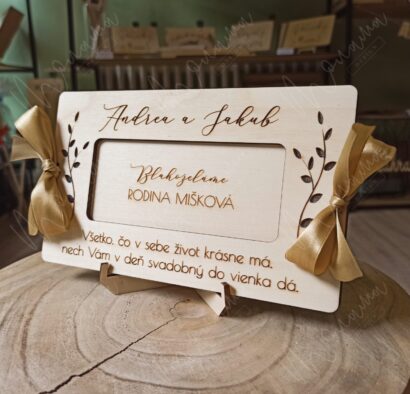 Andrea a Jakub
Blahoželáme
RODINA MIŠKOVÁ
Všetko, čo v sebe život krásne má,
nech Vám v deň svadobný do vienka dá.